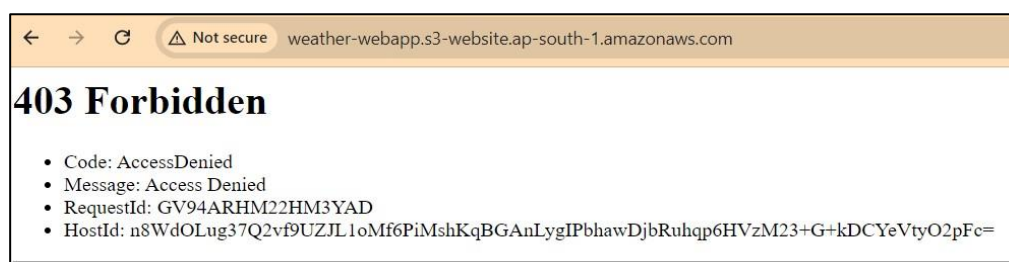 Not secure weather-webapp.s3-website.ap-south-1.amazonaws.com
403 Forbidden
• Code: AccessDenied
• Message: Access Denied
• RequestId: GV94ARHM22HM3YAD
• HostId: n8WdOLug37Q2vf9UZJL1oMf6PiMshKqBGAnLygIPbhawDjbRuhqp6HVzM23+G+kDCYeVtyO2pFc=